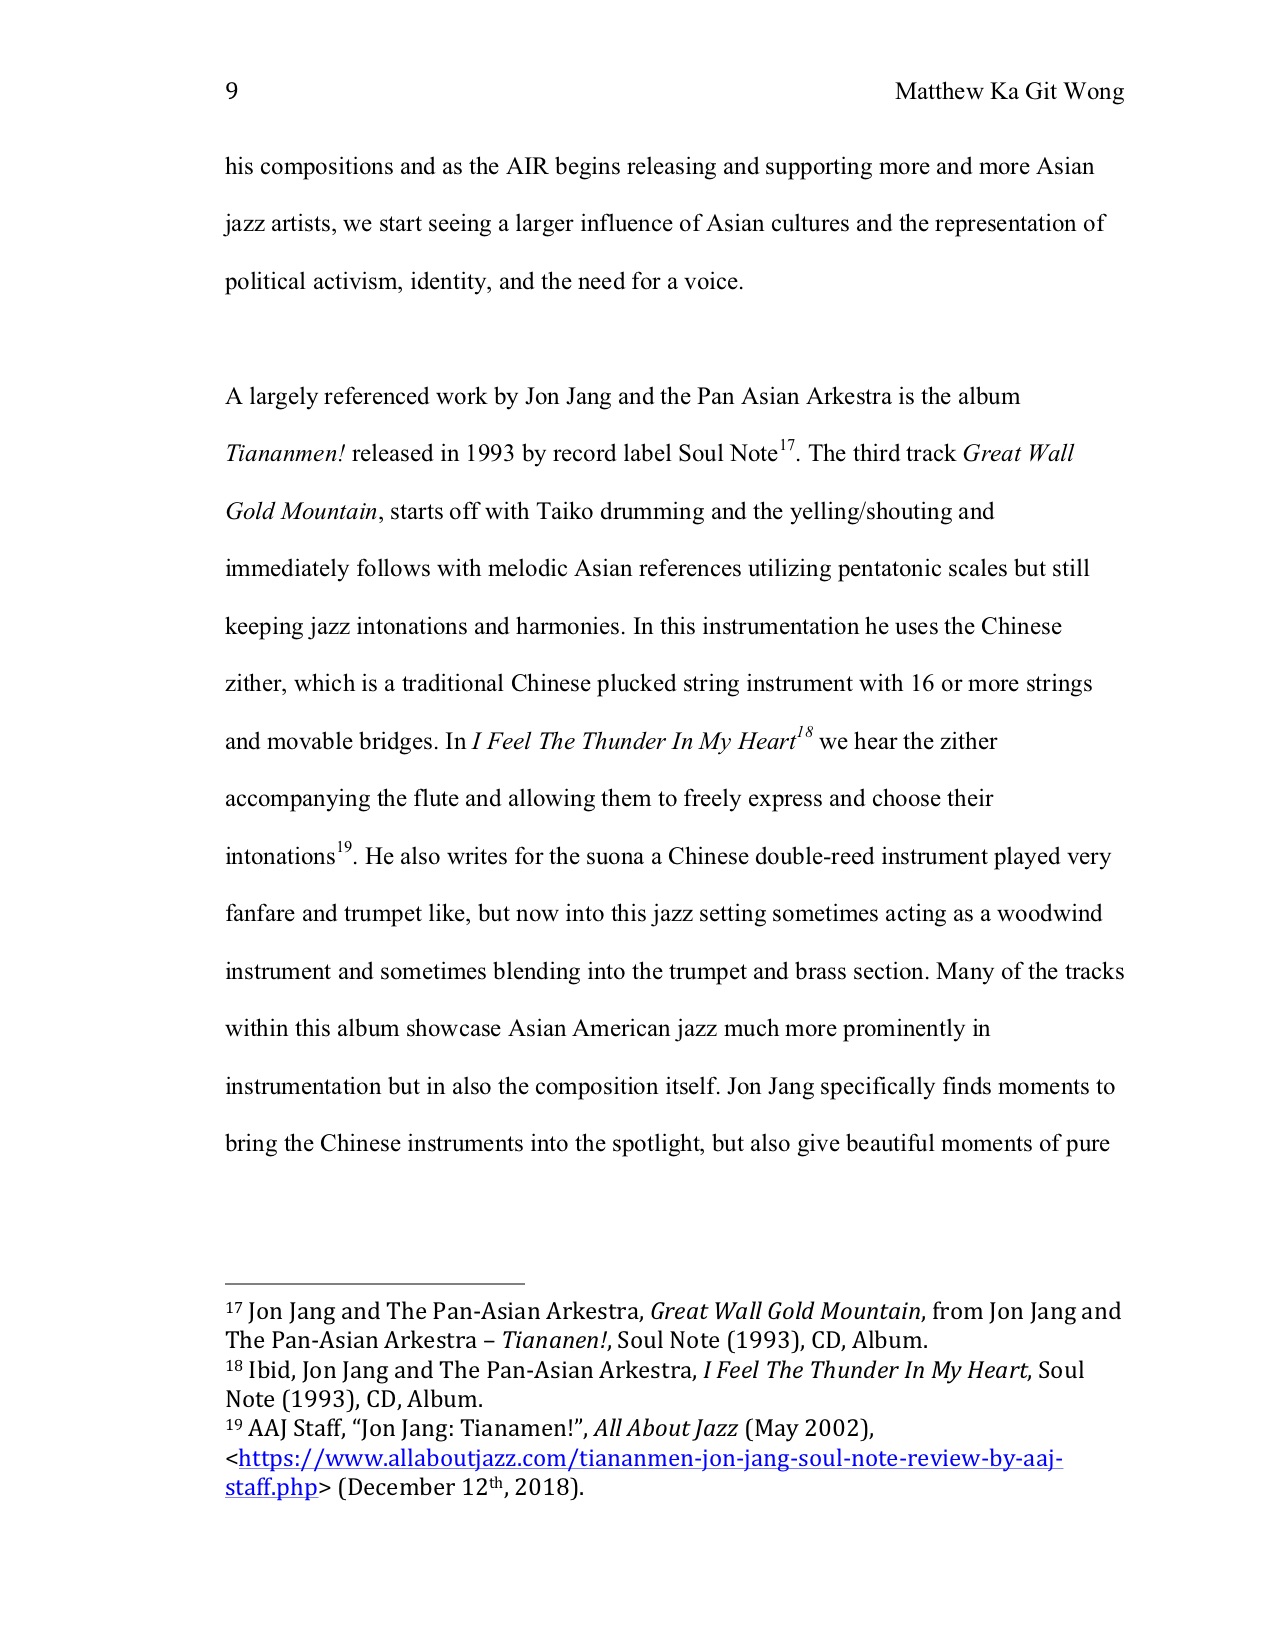 9 Matthew Ka Git Wong
his compositions and as the AIR begins releasing and supporting more and more Asian
jazz artists, we start seeing a larger influence of Asian cultures and the representation of
political activism, identity, and the need for a voice.
A largely referenced work by Jon Jang and the Pan Asian Arkestra is the album
Tiananmen! released in 1993 by record label Soul Note17. The third track Great Wall
Gold Mountain, starts off with Taiko drumming and the yelling/shouting and
immediately follows with melodic Asian references utilizing pentatonic scales but still
keeping jazz intonations and harmonies. In this instrumentation he uses the Chinese
zither, which is a traditional Chinese plucked string instrument with 16 or more strings
and movable bridges. In I Feel The Thunder In My Heart18 we hear the zither
accompanying the flute and allowing them to freely express and choose their
intonations19. He also writes for the suona a Chinese double-reed instrument played very
fanfare and trumpet like, but now into this jazz setting sometimes acting as a woodwind
instrument and sometimes blending into the trumpet and brass section. Many of the tracks
within this album showcase Asian American jazz much more prominently in
instrumentation but in also the composition itself. Jon Jang specifically finds moments to
bring the Chinese instruments into the spotlight, but also give beautiful moments of pure
17 Jon Jang and The Pan-Asian Arkestra, Great Wall Gold Mountain, from Jon Jang and
The Pan-Asian Arkestra – Tiananen!, Soul Note (1993), CD, Album.
18 Ibid, Jon Jang and The Pan-Asian Arkestra, I Feel The Thunder In My Heart, Soul
Note (1993), CD, Album.
19 AAJ Staff, “Jon Jang: Tianamen!”, All About Jazz (May 2002),
<https://www.allaboutjazz.com/tiananmen-jon-jang-soul-note-review-by-aaj-
staff.php> (December 12th, 2018).